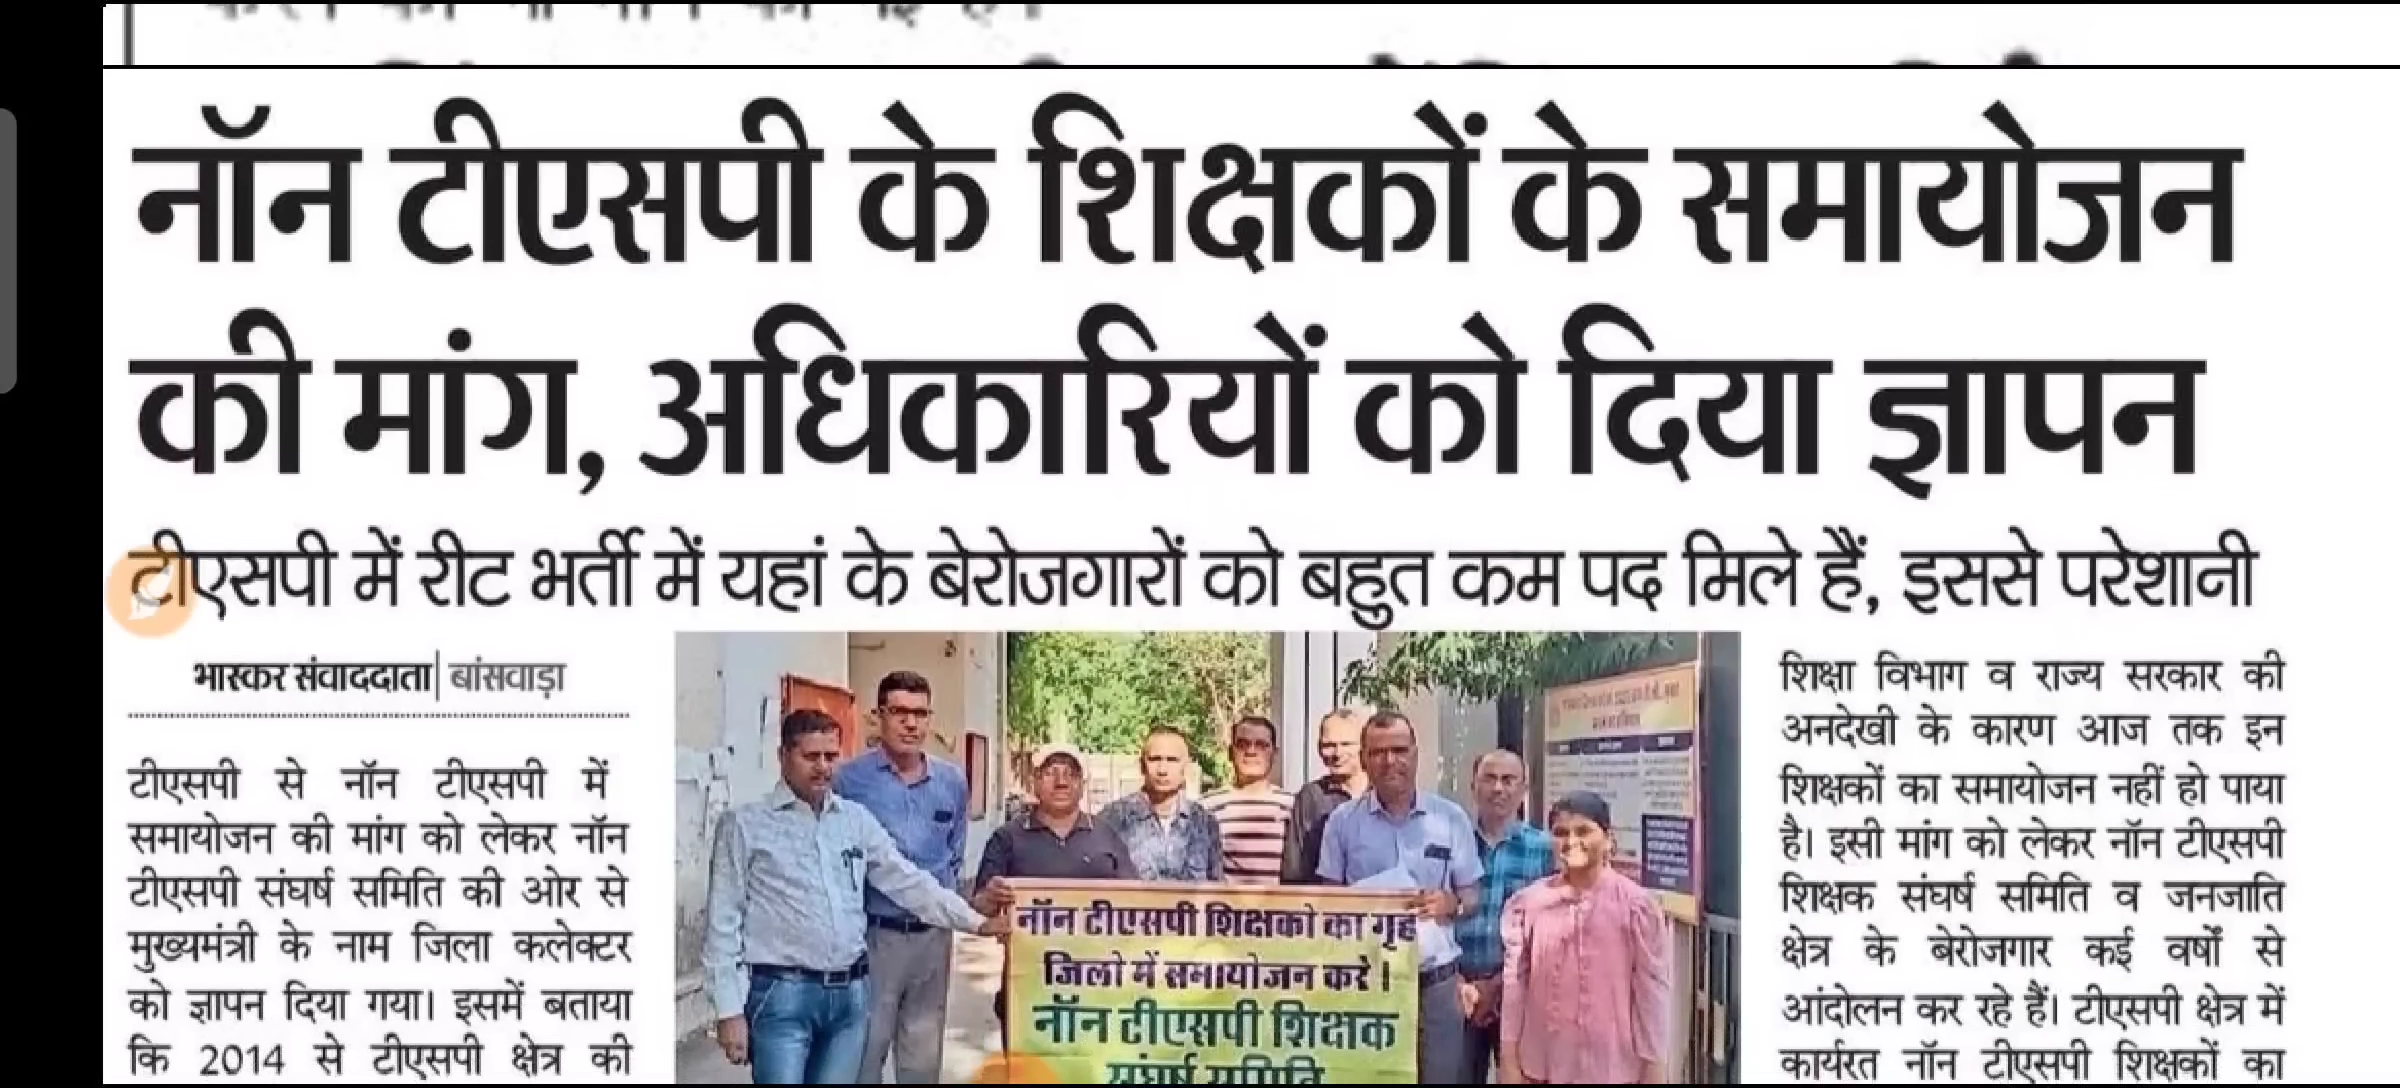 नॉन टीएसपी के शिक्षकों के समायोजन
की मांग, अधिकारियों को दिया ज्ञापन
टीएसपी में रीट भर्ती में यहां के बेरोजगारों को बहुत कम पद मिले हैं, इससे परेशानी
भास्कर संवाददाता| बांसवाड़ा
टीएसपी से नॉन टीएसपी में
समायोजन की मांग को लेकर नॉन
टीएसपी संघर्ष समिति की ओर से
मुख्यमंत्री के नाम जिला कलेक्टर
को ज्ञापन दिया गया। इसमें बताया
कि 2014 से टीएसपी क्षेत्र की
नॉन टीएसपी शिक्षको का गृह
जिलो में समायोजन करे।
नॉन टीएसपी शिक्षक
संघर्ष समिति
शिक्षा विभाग व राज्य सरकार की
अनदेखी के कारण आज तक इन
शिक्षकों का समायोजन नहीं हो पाया
है। इसी मांग को लेकर नॉन टीएसपी
शिक्षक संघर्ष समिति व जनजाति
क्षेत्र के बेरोजगार कई वर्षों से
आंदोलन कर रहे हैं। टीएसपी क्षेत्र में
कार्यरत नॉन टीएसपी शिक्षकों का